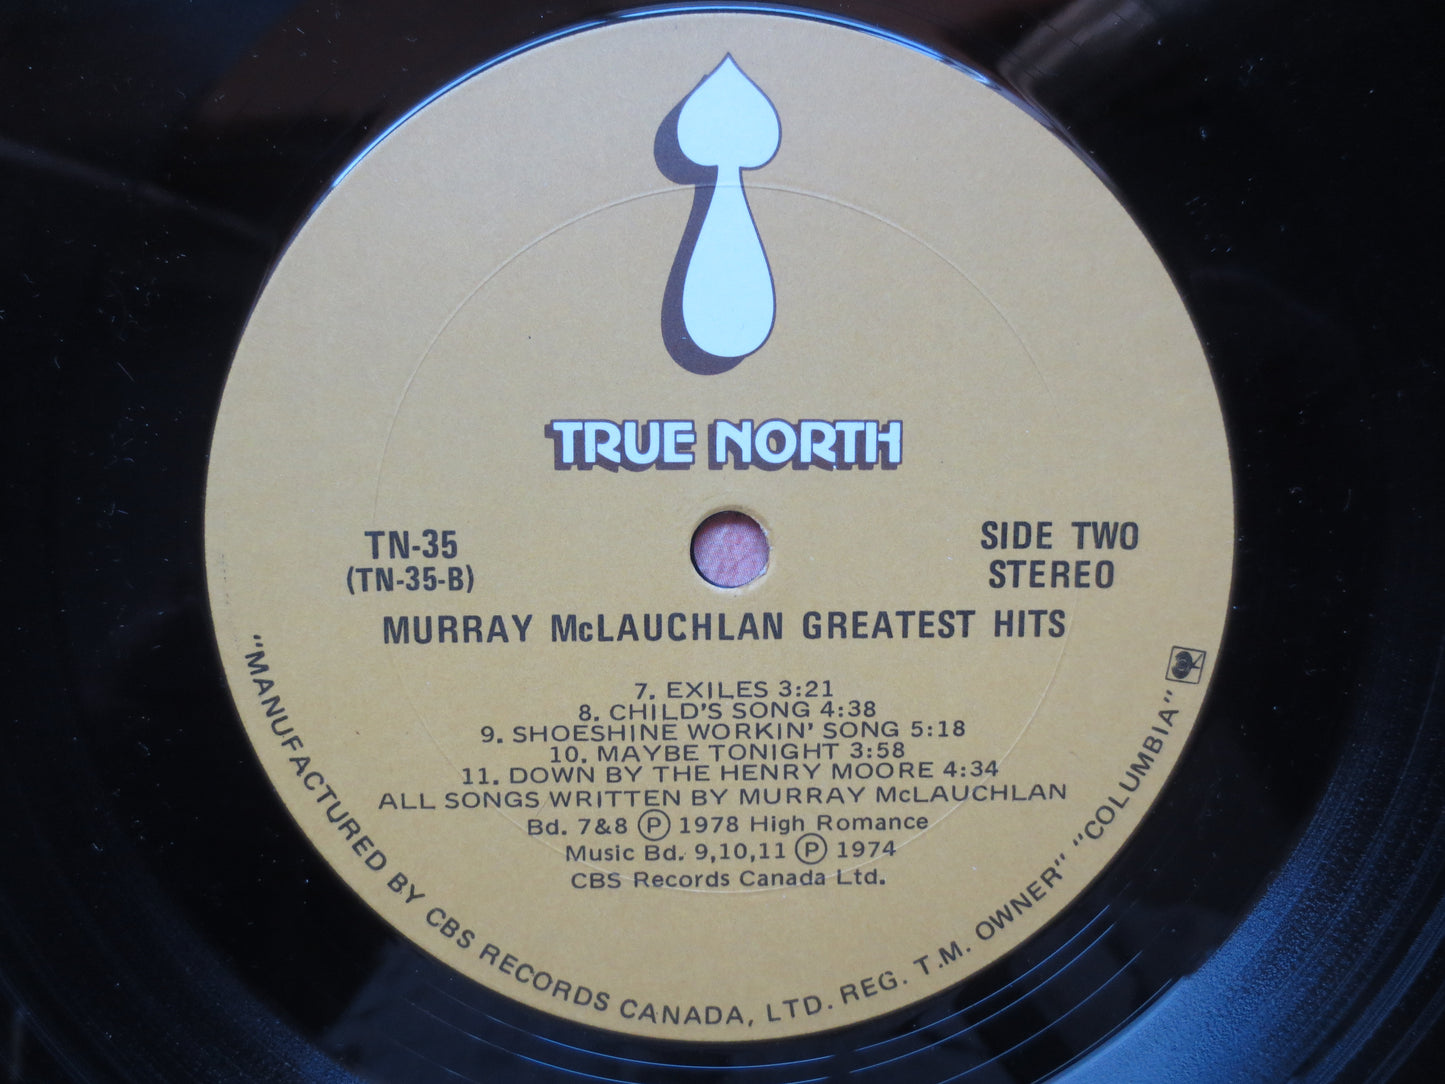 TRUE NORTH
TN-35
(TN-35-B)
SIDE TWO
STEREO
MURRAY McLAUCHLAN GREATEST HITS
7. EXILES 3:21
8. CHILD'S SONG 4:38
9. SHOESHINE WORKIN' SONG 5:18
10. MAYBE TONIGHT 3:58
11. DOWN BY THE HENRY MOORE 4:34
ALL SONGS WRITTEN BY MURRAY McLAUCHLAN
Bd. 7&8 Ⓟ 1978 High Romance
Music Bd. 9,10,11 Ⓟ 1974
CBS Records Canada Ltd.
"MANUFACTURED BY CBS RECORDS CANADA, LTD. REG. T.M. OWNER" "COLUMBIA"